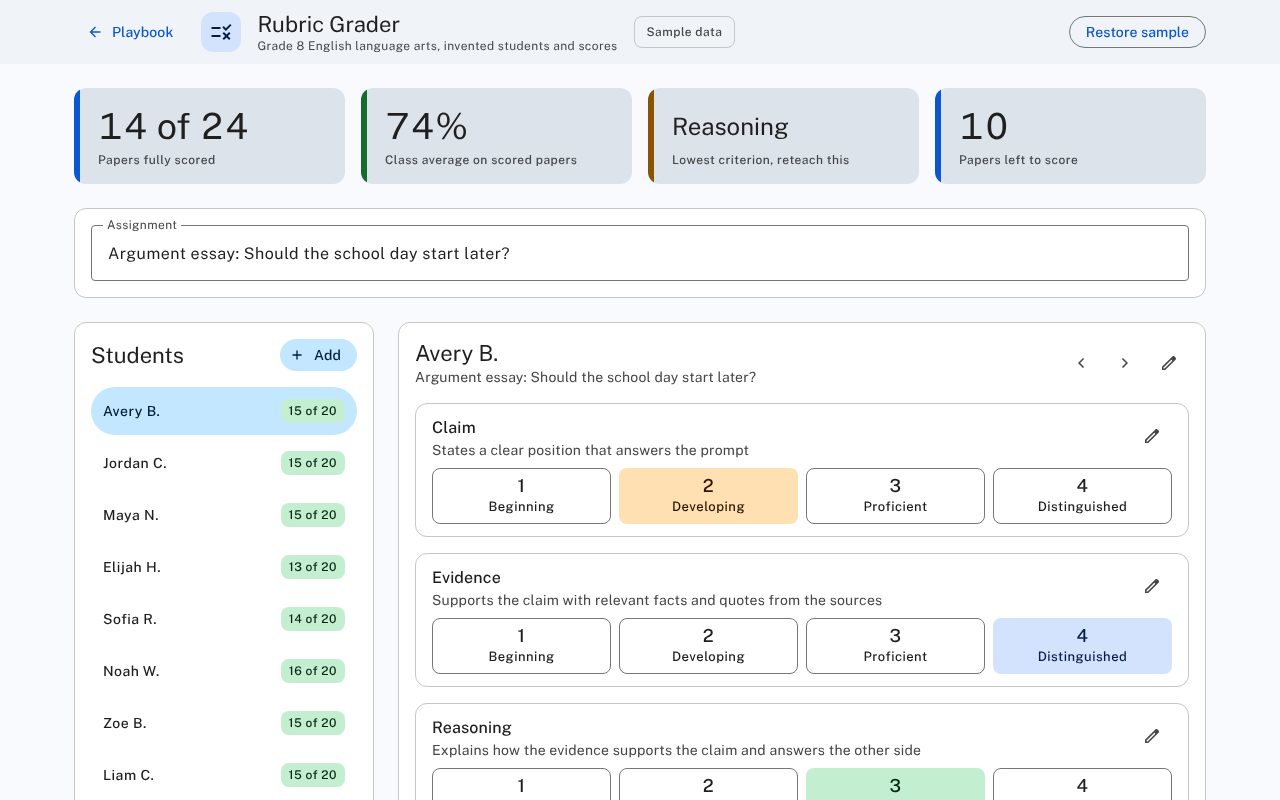 Playbook
Rubric Grader
Grade 8 English language arts, invented students and scores
Sample data
Restore sample
14 of 24
Papers fully scored
74%
Class average on scored papers
Reasoning
Lowest criterion, reteach this
10
Papers left to score
Assignment
Argument essay: Should the school day start later?
Students
+ Add
Avery B. 15 of 20
Jordan C. 15 of 20
Maya N. 15 of 20
Elijah H. 13 of 20
Sofia R. 14 of 20
Noah W. 16 of 20
Zoe B. 15 of 20
Liam C. 15 of 20
Avery B.
Argument essay: Should the school day start later?
Claim
States a clear position that answers the prompt
1 2 3 4
Beginning Developing Proficient Distinguished
Evidence
Supports the claim with relevant facts and quotes from the sources
1 2 3 4
Beginning Developing Proficient Distinguished
Reasoning
Explains how the evidence supports the claim and answers the other side
1 2 3 4